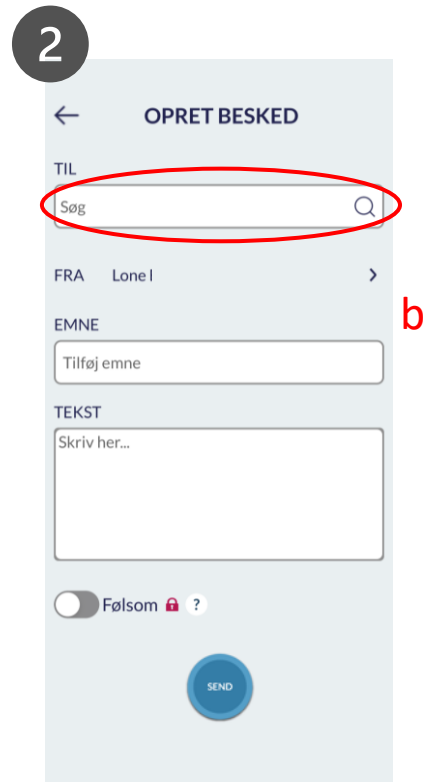 2
OPRET BESKED
TIL
Søg
FRA Lone l
b
EMNE
Tilføj emne
TEKST
Skriv her...
Følsom ?
SEND